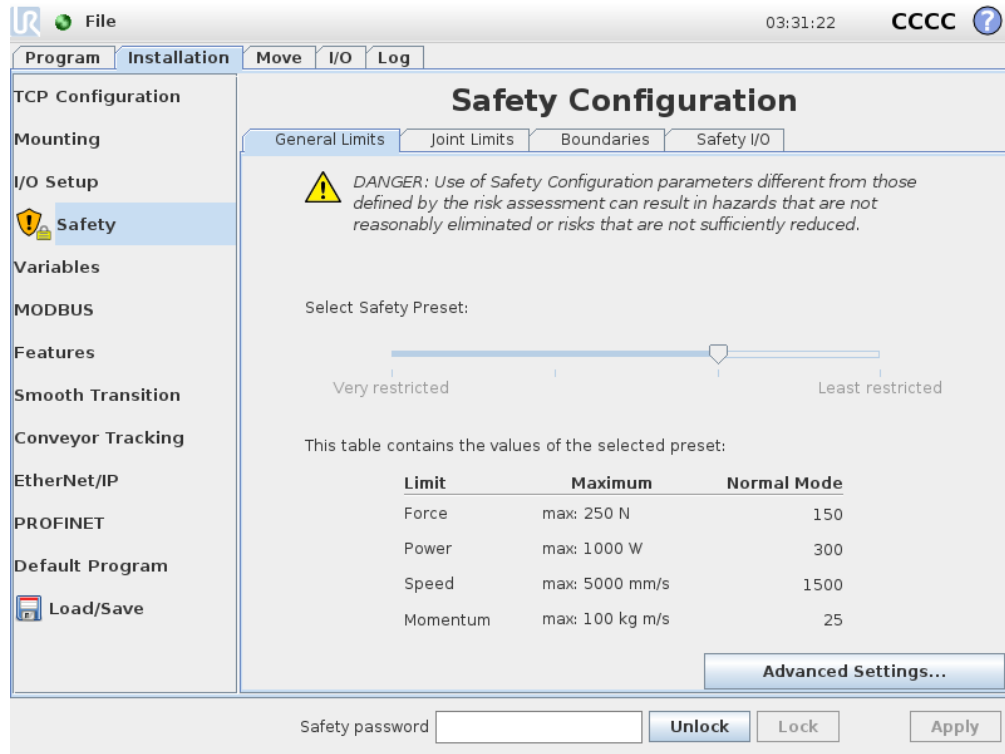 UR File 03:31:22 CCCC ?
Program Installation Move I/O Log
TCP Configuration
Mounting
I/O Setup
Safety
Variables
MODBUS
Features
Smooth Transition
Conveyor Tracking
EtherNet/IP
PROFINET
Default Program
Load/Save
Safety Configuration
General Limits Joint Limits Boundaries Safety I/O
DANGER: Use of Safety Configuration parameters different from those
defined by the risk assessment can result in hazards that are not
reasonably eliminated or risks that are not sufficiently reduced.
Select Safety Preset:
Very restricted Least restricted
This table contains the values of the selected preset:
Limit Maximum Normal Mode
Force max: 250 N 150
Power max: 1000 W 300
Speed max: 5000 mm/s 1500
Momentum max: 100 kg m/s 25
Advanced Settings...
Safety password Unlock Lock Apply